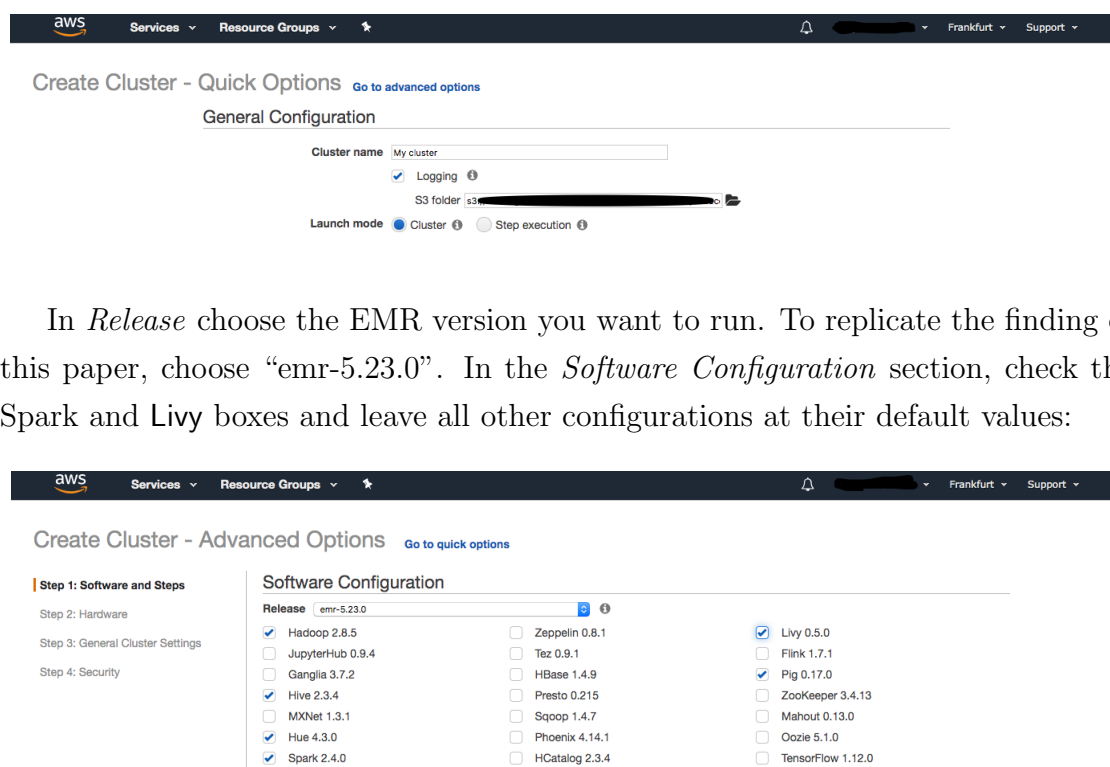 aws Services Resource Groups Frankfurt Support
Create Cluster - Quick Options Go to advanced options
General Configuration
Cluster name My cluster
Logging
S3 folder
Launch mode Cluster Step execution
In Release choose the EMR version you want to run. To replicate the finding
this paper, choose “emr-5.23.0”. In the Software Configuration section, check
Spark and Livy boxes and leave all other configurations at their default values:
aws Services Resource Groups Frankfurt Support
Create Cluster - Advanced Options Go to quick options
Step 1: Software and Steps
Step 2: Hardware
Step 3: General Cluster Settings
Step 4: Security
Software Configuration
Release emr-5.23.0
Hadoop 2.8.5 Zeppelin 0.8.1 Livy 0.5.0
JupyterHub 0.9.4 Tez 0.9.1 Flink 1.7.1
Ganglia 3.7.2 HBase 1.4.9 Pig 0.17.0
Hive 2.3.4 Presto 0.215 ZooKeeper 3.4.13
MXNet 1.3.1 Sqoop 1.4.7 Mahout 0.13.0
Hue 4.3.0 Phoenix 4.14.1 Oozie 5.1.0
Spark 2.4.0 HCatalog 2.3.4 TensorFlow 1.12.0